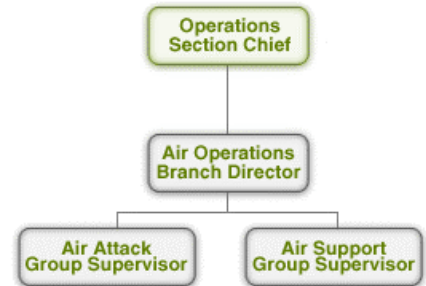 Operations
Section Chief
Air Operations
Branch Director
Air Attack
Group Supervisor
Air Support
Group Supervisor